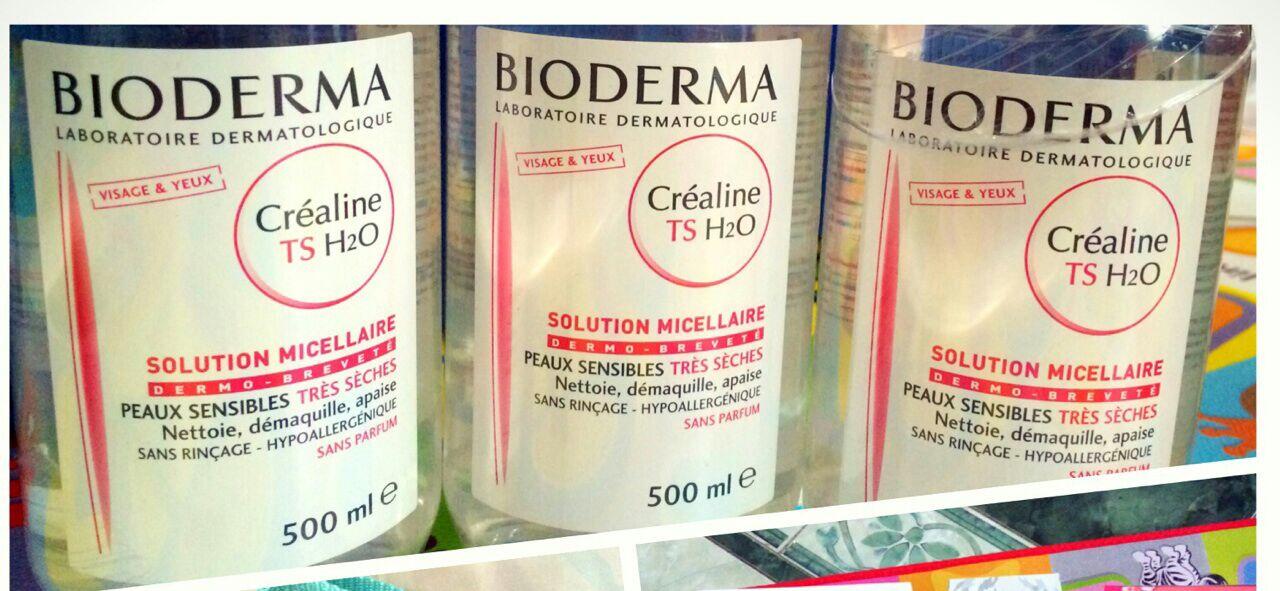 BIODERMA
LABORATOIRE DERMATOLOGIQUE
VISAGE & YEUX
Créaline
TS H2O
SOLUTION MICELLAIRE
DERMO-BREVETÉ
PEAUX SENSIBLES TRÈS SÈCHES
Nettoie, démaquille, apaise
SANS RINÇAGE - HYPOALLERGÉNIQUE
SANS PARFUM
500 ml e
BIODERMA
LABORATOIRE DERMATOLOGIQUE
VISAGE & YEUX
Créaline
TS H2O
SOLUTION MICELLAIRE
DERMO-BREVETÉ
PEAUX SENSIBLES TRÈS SÈCHES
Nettoie, démaquille, apaise
SANS RINÇAGE - HYPOALLERGÉNIQUE
SANS PARFUM
500 ml e
BIODERMA
LABORATOIRE DERMATOLOGIQUE
VISAGE & YEUX
Créaline
TS H2O
SOLUTION MICELLAIRE
DERMO-BREVETÉ
PEAUX SENSIBLES TRÈS SÈCHES
Nettoie, démaquille, apaise
SANS RINÇAGE - HYPOALLERGÉNIQUE
SANS PARFUM